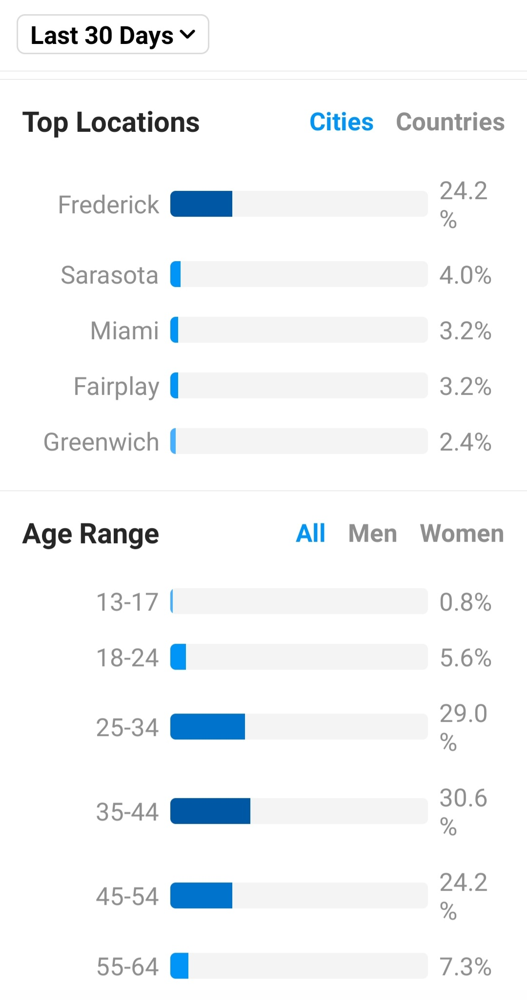 Last 30 Days
Top Locations Cities Countries
Frederick 24.2
%
Sarasota 4.0%
Miami 3.2%
Fairplay 3.2%
Greenwich 2.4%
Age Range All Men Women
13-17 0.8%
18-24 5.6%
25-34 29.0
%
35-44 30.6
%
45-54 24.2
%
55-64 7.3%